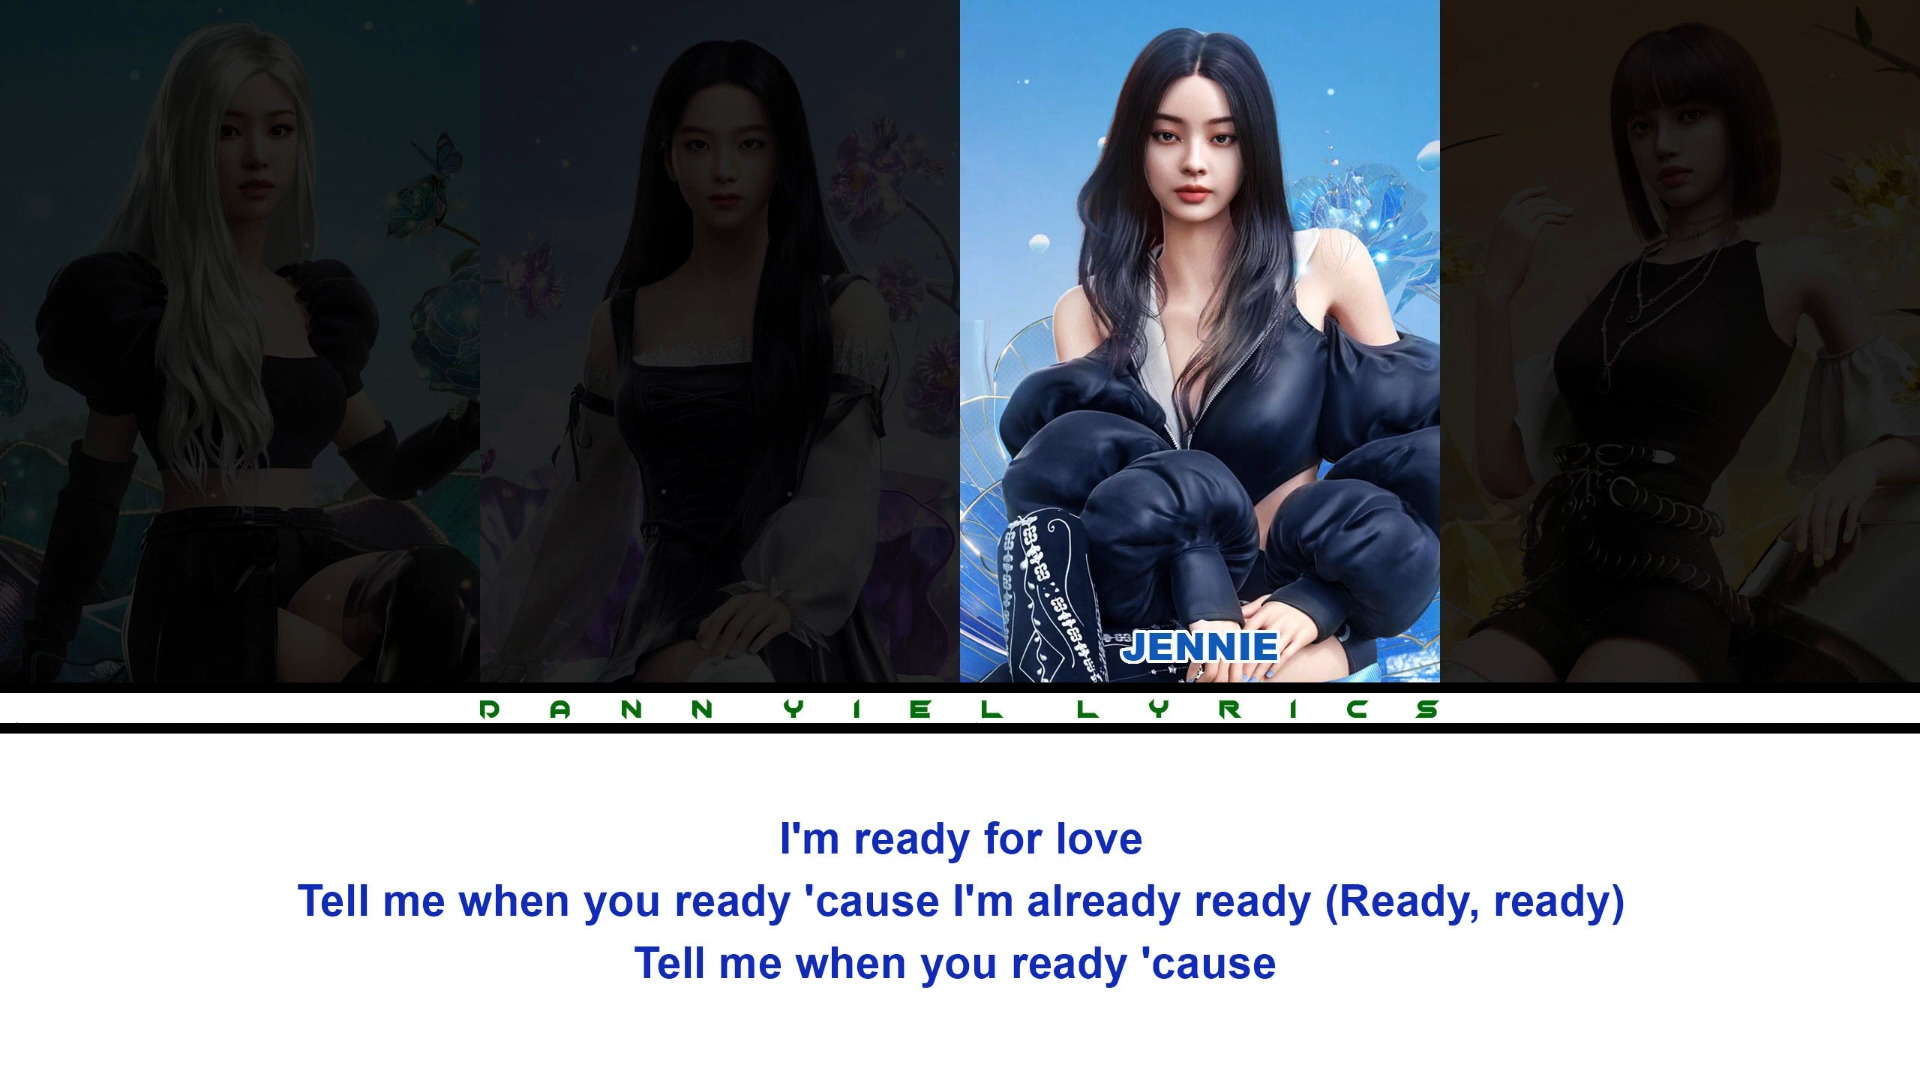 JENNIE
DANNYIEL LYRICS
I'm ready for love
Tell me when you ready 'cause I'm already ready (Ready, ready)
Tell me when you ready 'cause